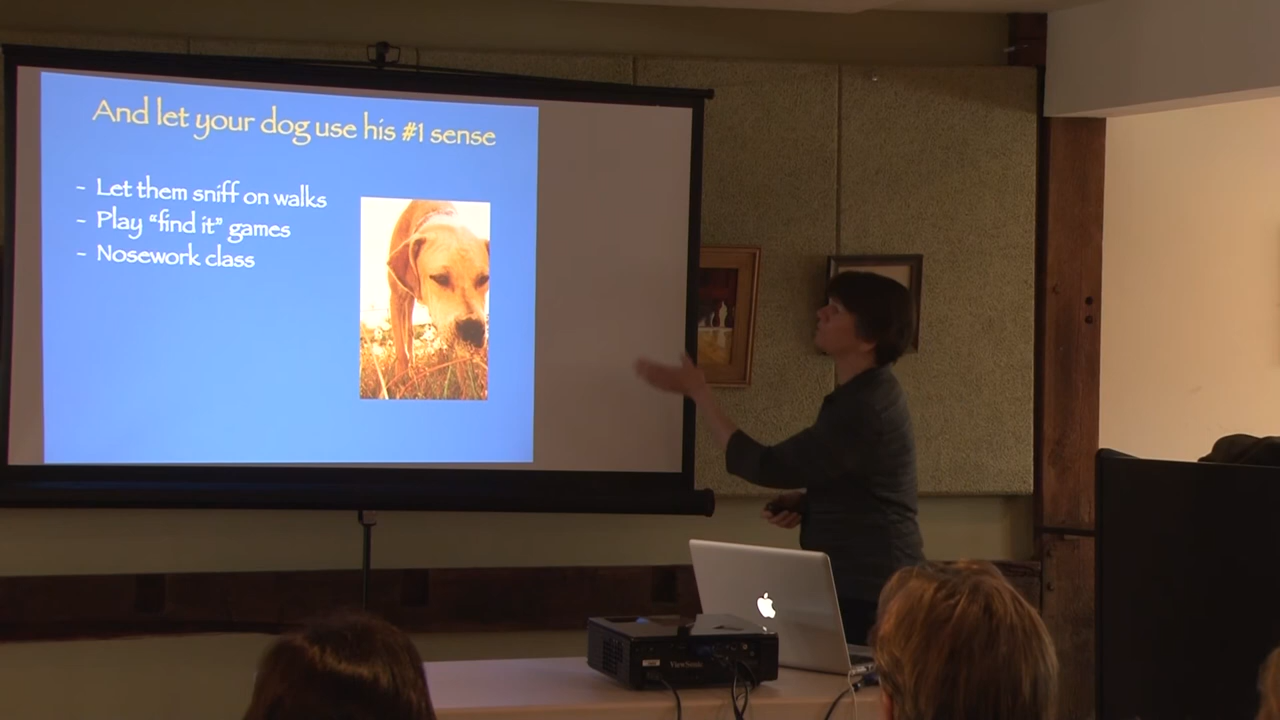 And let your dog use his #1 sense
- Let them sniff on walks
- Play “find it” games
- Nosework class
ViewSonic